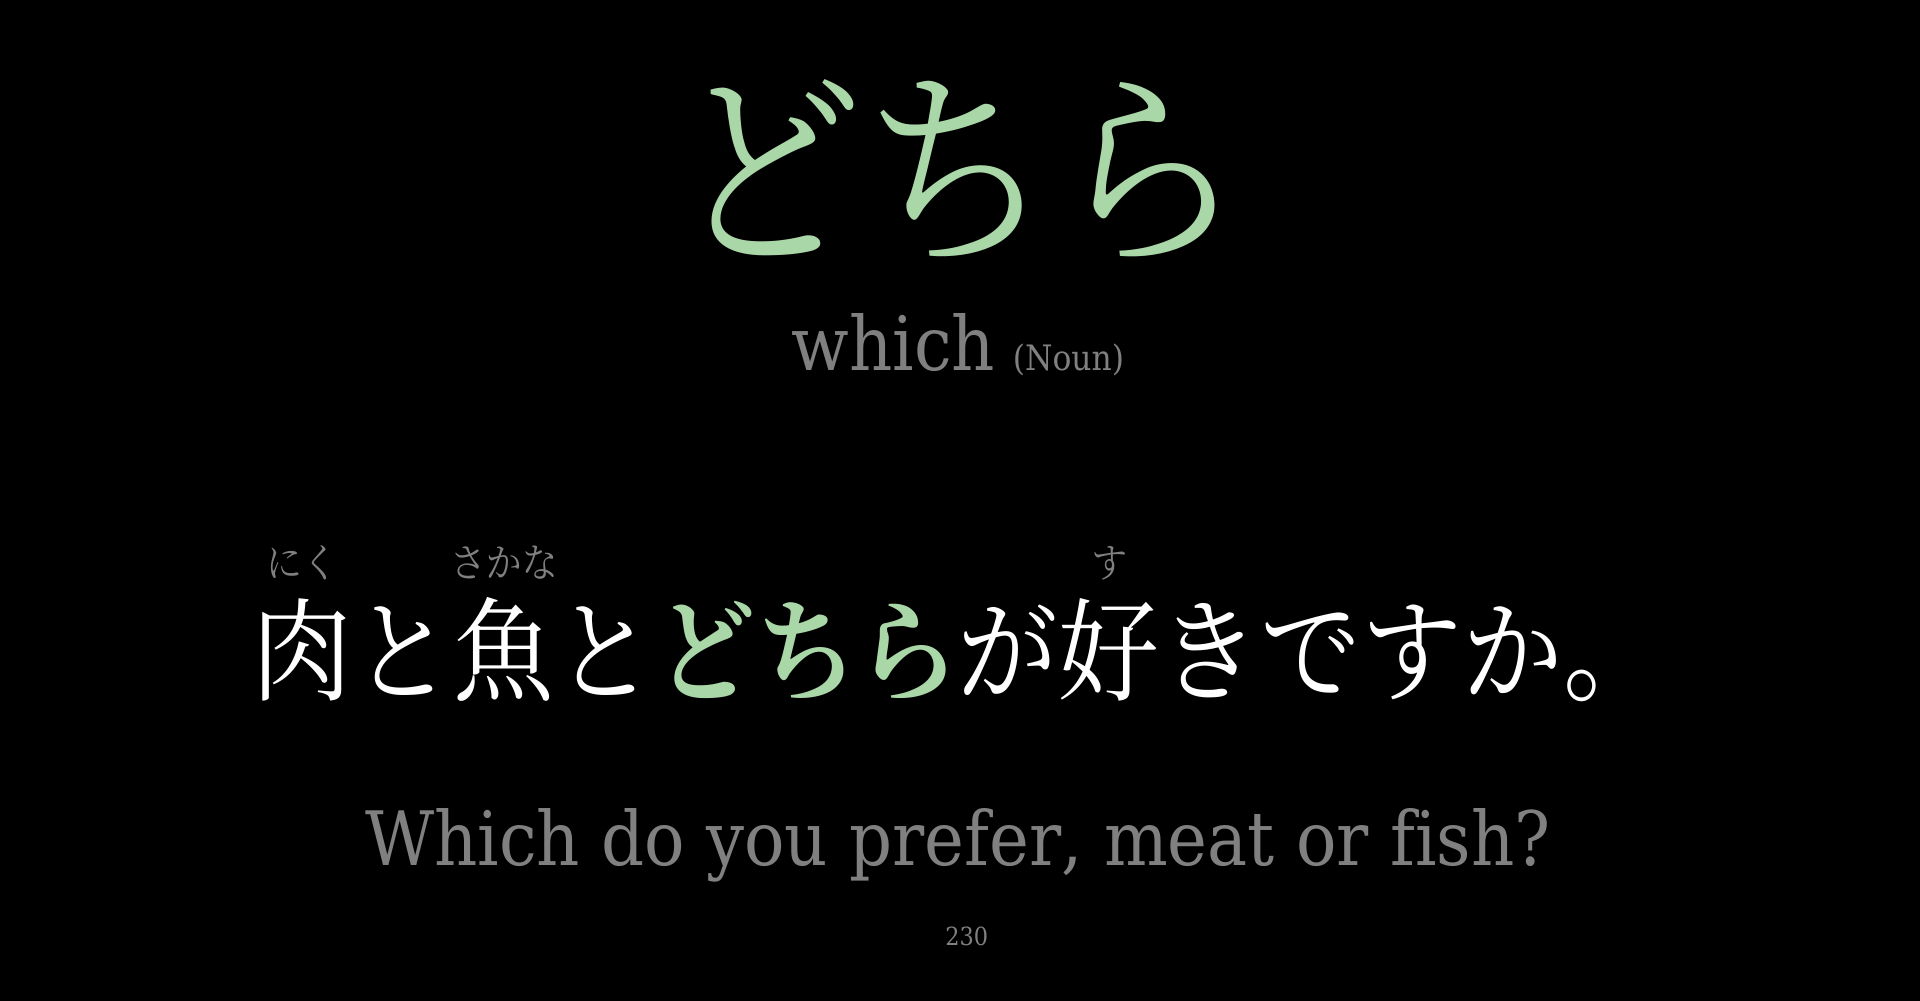 どちら
which (Noun)
にく さかな す
肉と魚とどちらが好きですか。
Which do you prefer, meat or fish?
230